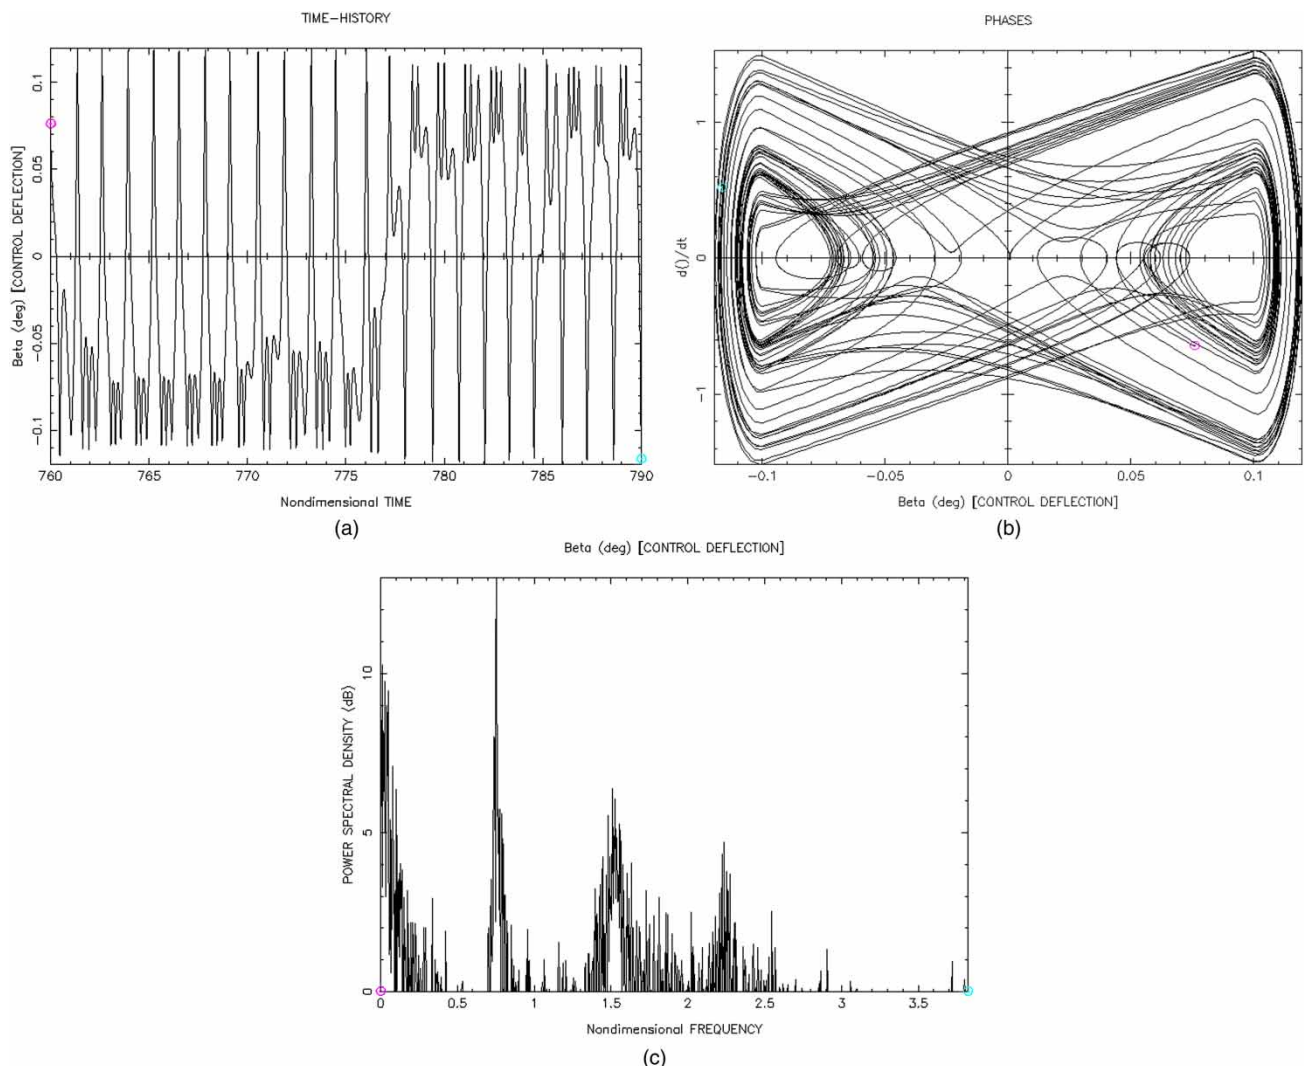 TIME-HISTORY
Beta (deg) [CONTROL DEFLECTION]
0.1
0.05
0
-0.05
-0.1
760 765 770 775 780 785 790
Nondimensional TIME
(a)
PHASES
d()/dt
1
0
-1
-0.1 -0.05 0 0.05 0.1
Beta (deg) [CONTROL DEFLECTION]
(b)
Beta (deg) [CONTROL DEFLECTION]
POWER SPECTRAL DENSITY (dB)
10
5
0
0 0.5 1 1.5 2 2.5 3 3.5
Nondimensional FREQUENCY
(c)